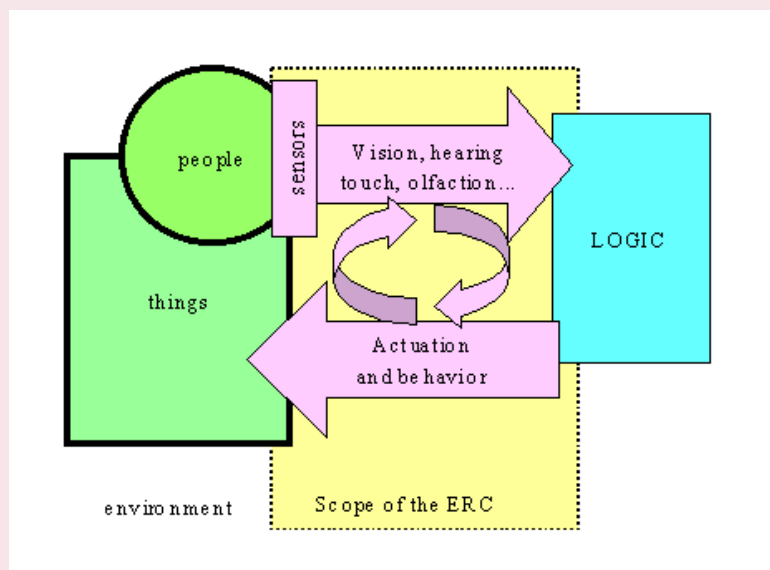 people
sensors
Vision, hearing
touch, olfaction...
LOGIC
things
Actuation
and behavior
environment
Scope of the ERC